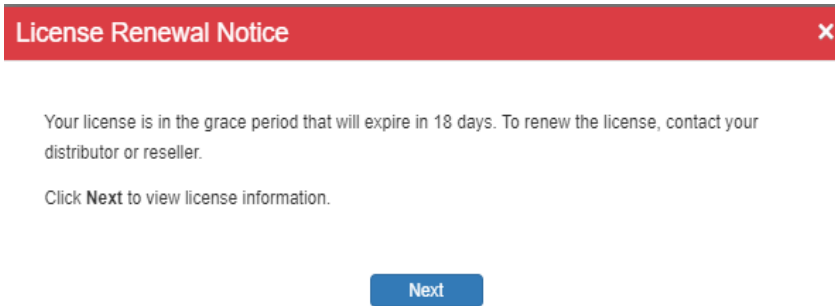 License Renewal Notice ×
Your license is in the grace period that will expire in 18 days. To renew the license, contact your
distributor or reseller.
Click Next to view license information.
Next